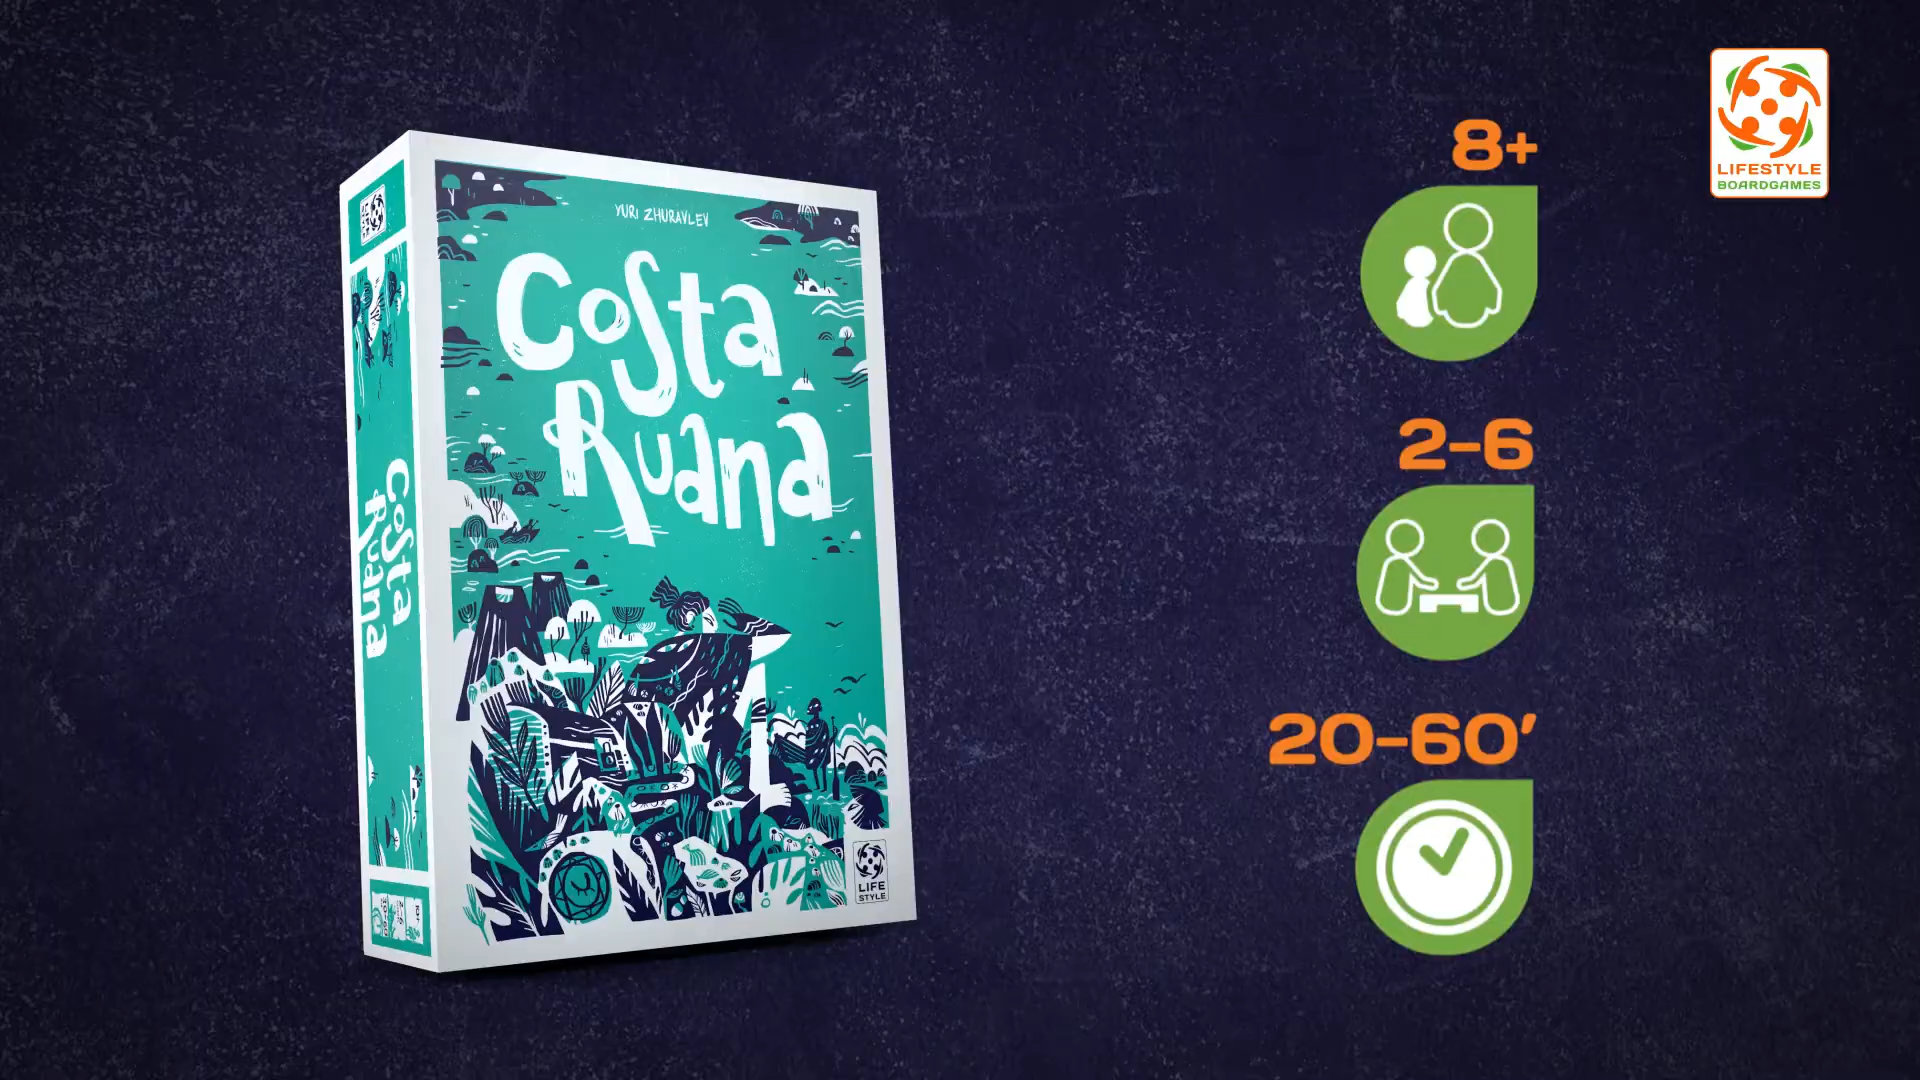 YURI ZHURAVLEV
Costa
Ruana
Costa
Ruana
LIFE
STYLE
8+
2-6
20-60′
LIFESTYLE
BOARDGAMES